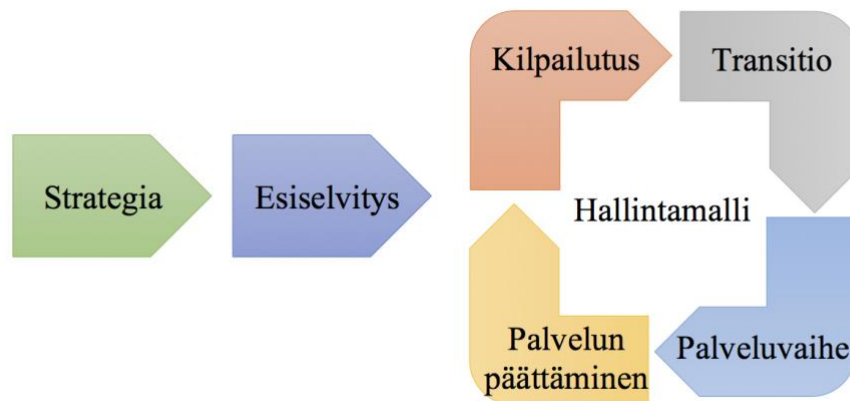 Strategia
Esiselvitys
Kilpailutus
Transitio
Hallintamalli
Palveluvaihe
Palvelun
päättäminen